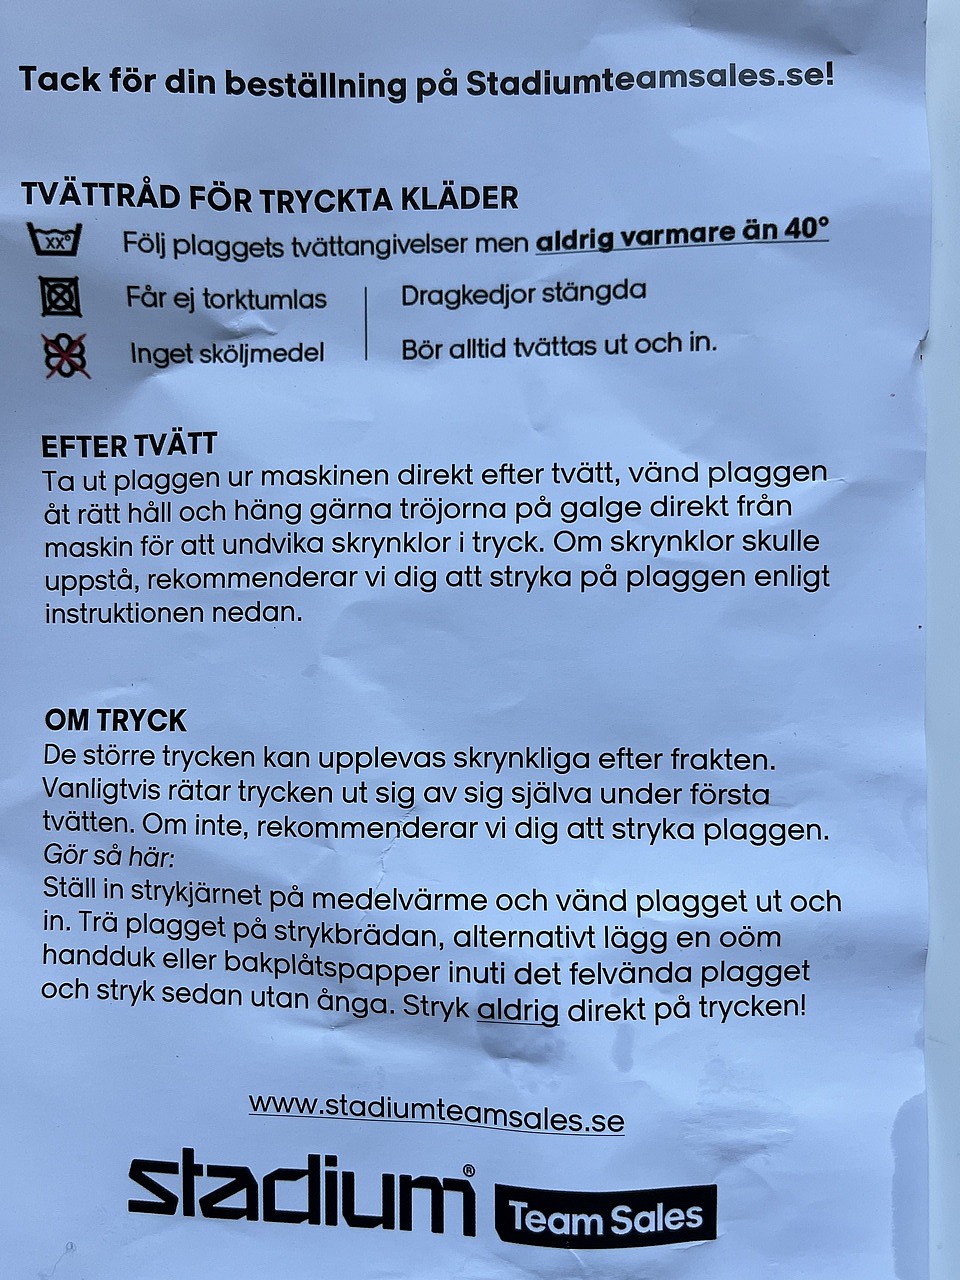 Tack för din beställning på Stadiumteamsales.se!
TVÄTTRÅD FÖR TRYCKTA KLÄDER
XX° Följ plaggets tvättangivelser men aldrig varmare än 40°
Får ej torktumlas
Inget sköljmedel
Dragkedjor stängda
Bör alltid tvättas ut och in.
EFTER TVÄTT
Ta ut plaggen ur maskinen direkt efter tvätt, vänd plaggen
åt rätt håll och häng gärna tröjorna på galge direkt från
maskin för att undvika skrynklor i tryck. Om skrynklor skulle
uppstå, rekommenderar vi dig att stryka på plaggen enligt
instruktionen nedan.
OM TRYCK
De större trycken kan upplevas skrynkliga efter frakten.
Vanligtvis rätar trycken ut sig av sig själva under första
tvätten. Om inte, rekommenderar vi dig att stryka plaggen.
Gör så här:
Ställ in strykjärnet på medelvärme och vänd plagget ut och
in. Trä plagget på strykbrädan, alternativt lägg en oöm
handduk eller bakplåtspapper inuti det felvända plagget
och stryk sedan utan ånga. Stryk aldrig direkt på trycken!
www.stadiumteamsales.se
stadium® Team Sales